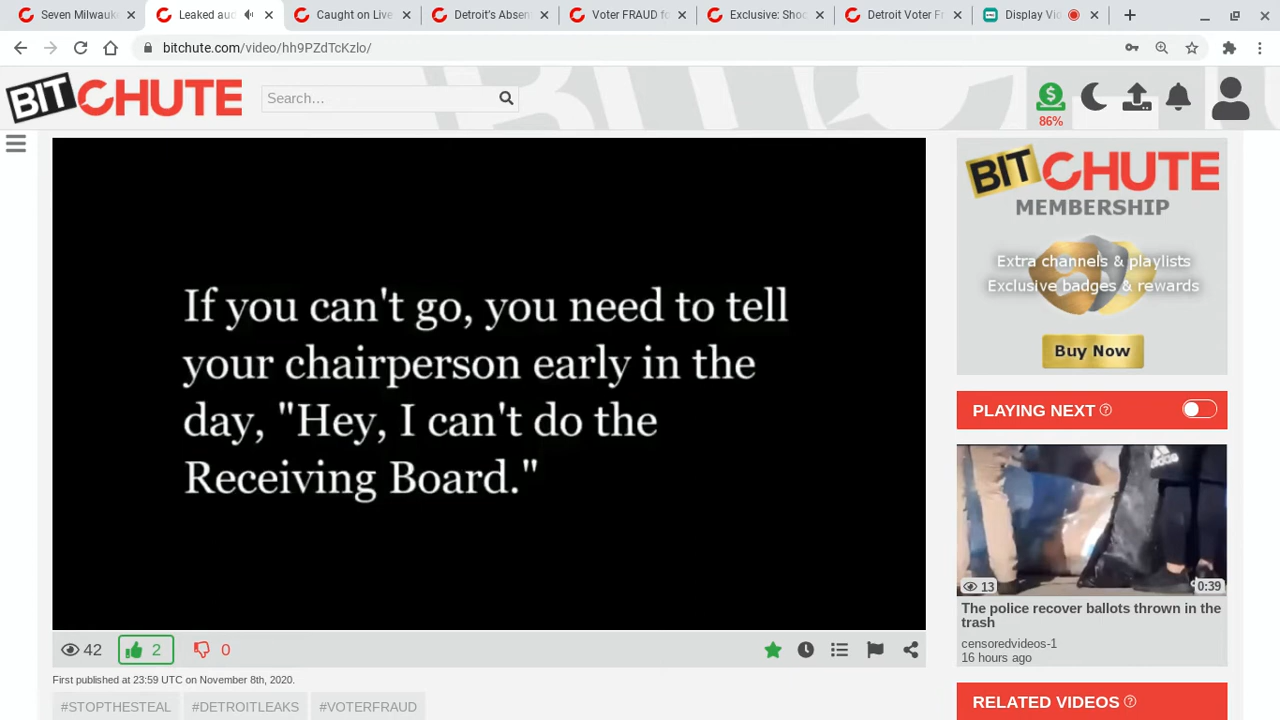 Seven Milwauke
Leaked aud
Caught on Live
Detroit's Absen
Voter FRAUD fo
Exclusive: Shoc
Detroit Voter Fr
Display Vid
bitchute.com/video/hh9PZdTcKzlo/
BITCHUTE
Search...
86%
If you can't go, you need to tell
your chairperson early in the
day, "Hey, I can't do the
Receiving Board."
BITCHUTE
MEMBERSHIP
Extra channels & playlists
Exclusive badges & rewards
Buy Now
PLAYING NEXT
13
0:39
The police recover ballots thrown in the
trash
censoredvideos-1
16 hours ago
42
2
0
First published at 23:59 UTC on November 8th, 2020.
#STOPTHESTEAL
#DETROITLEAKS
#VOTERFRAUD
RELATED VIDEOS